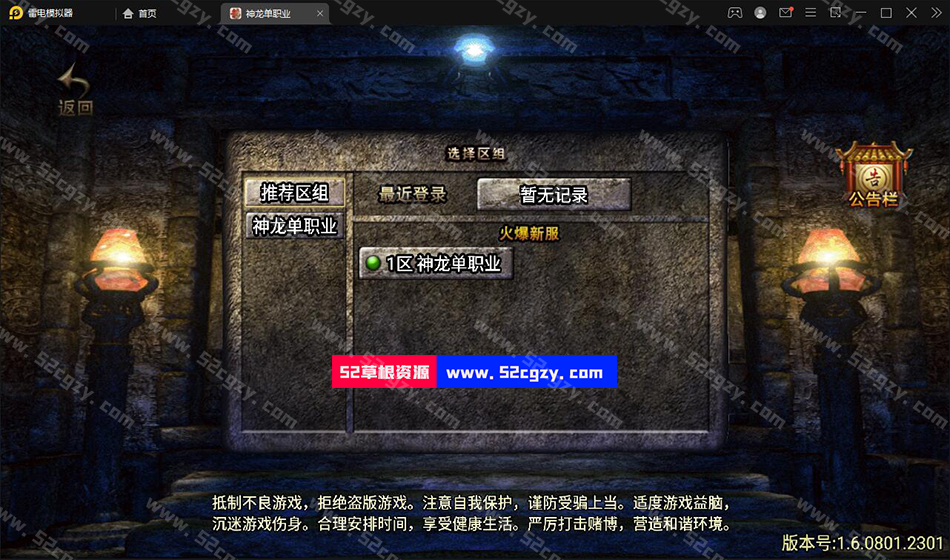 雷电模拟器
首页
神龙单职业
返回
选择区组
推荐区组
最近登录
暂无记录
告
公告栏
神龙单职业
火爆新服
1区 神龙单职业
52草根资源 www.52cgzy.com
抵制不良游戏，拒绝盗版游戏。注意自我保护，谨防受骗上当。适度游戏益脑，
沉迷游戏伤身。合理安排时间，享受健康生活。严厉打击赌博，营造和谐环境。
版本号:1.6.0801.2301
www.52cgzy.com